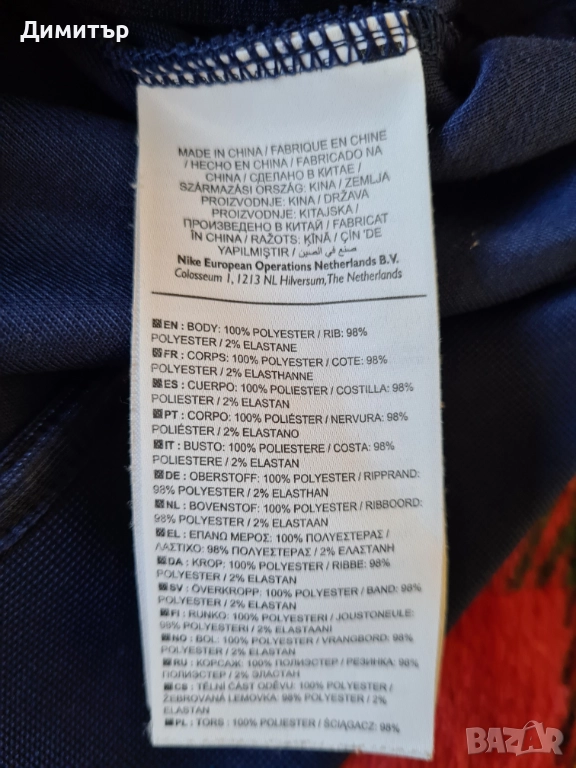 Димитър
MADE IN CHINA / FABRIQUE EN CHINE
/ HECHO EN CHINA / FABRICADO NA
CHINA / СДЕЛАНО В КИТАЕ /
SZÁRMAZÁSI ORSZÁG: KINA / ZEMLJA
PROIZVODNJE: KINA / DRŽAVA
PROIZVODNJE: KITAJSKA /
ПРОИЗВЕДЕНО В КИТАЙ / FABRICAT
ÎN CHINA / RAŽOTS: ĶĪNĀ / ÇİN 'DE
YAPILMIŞTIR / صنع في الصين
Nike European Operations Netherlands B.V.
Colosseum 1, 1213 NL Hilversum, The Netherlands
EN : BODY: 100% POLYESTER / RIB: 98%
POLYESTER / 2% ELASTANE
FR : CORPS: 100% POLYESTER / COTE: 98%
POLYESTER / 2% ELASTHANNE
ES : CUERPO: 100% POLIÉSTER / COSTILLA: 98%
POLIÉSTER / 2% ELASTAN
PT : CORPO: 100% POLIÉSTER / NERVURA: 98%
POLIÉSTER / 2% ELASTANO
IT : BUSTO: 100% POLIESTERE / COSTA: 98%
POLIESTERE / 2% ELASTAN
DE : OBERSTOFF: 100% POLYESTER / RIPPRAND:
98% POLYESTER / 2% ELASTHAN
NL : BOVENSTOF: 100% POLYESTER / RIBBOORD:
98% POLYESTER / 2% ELASTAAN
EL : ΕΠΑΝΩ ΜΕΡΟΣ: 100% ΠΟΛΥΕΣΤΕΡΑΣ /
ΛΑΣΤΙΧΟ: 98% ΠΟΛΥΕΣΤΕΡΑΣ / 2% ΕΛΑΣΤΑΝΗ
DA : KROP: 100% POLYESTER / RIBBE: 98%
POLYESTER / 2% ELASTAN
SV : ÖVERKROPP: 100% POLYESTER / BAND: 98%
POLYESTER / 2% ELASTAN
FI : RUNKO: 100% POLYESTERI / JOUSTONEULE:
98% POLYESTERI / 2% ELASTAANI
NO : BOL: 100% POLYESTER / VRANGBORD: 98%
POLYESTER / 2% ELASTAN
RU : КОРСАЖ: 100% ПОЛИЭСТЕР / РЕЗИНКА: 98%
ПОЛИЭСТЕР / 2% ЭЛАСТАН
CS : TĚLNÍ ČÁST ODĚVU: 100% POLYESTER /
ŽEBROVANÁ LEMOVKA: 98% POLYESTER / 2%
ELASTAN
PL : TORS : 100% POLIESTER / ŚCIĄGACZ: 98%
BAZAR